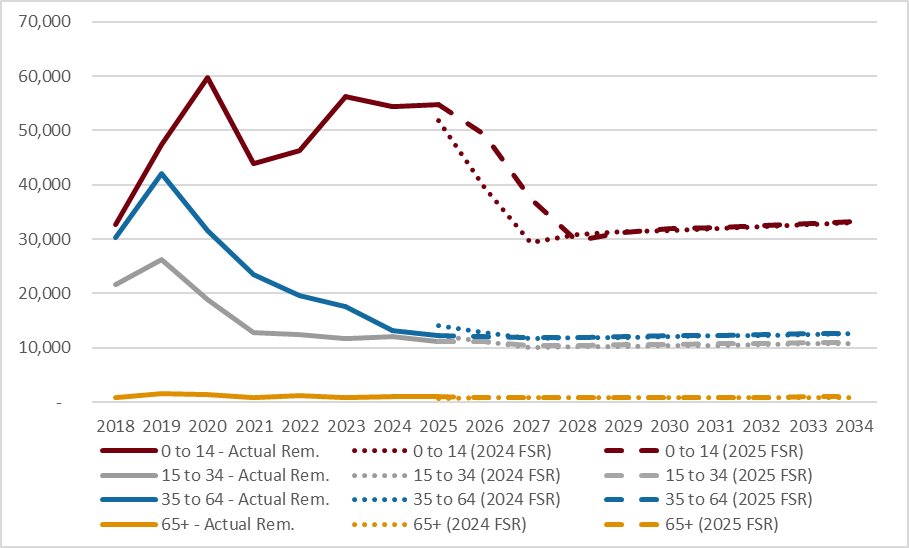 70,000
60,000
50,000
40,000
30,000
20,000
10,000
-
2018 2019 2020 2021 2022 2023 2024 2025 2026 2027 2028 2029 2030 2031 2032 2033 2034
0 to 14 - Actual Rem. 0 to 14 (2024 FSR) 0 to 14 (2025 FSR)
15 to 34 - Actual Rem. 15 to 34 (2024 FSR) 15 to 34 (2025 FSR)
35 to 64 - Actual Rem. 35 to 64 (2024 FSR) 35 to 64 (2025 FSR)
65+ - Actual Rem. 65+ (2024 FSR) 65+ (2025 FSR)